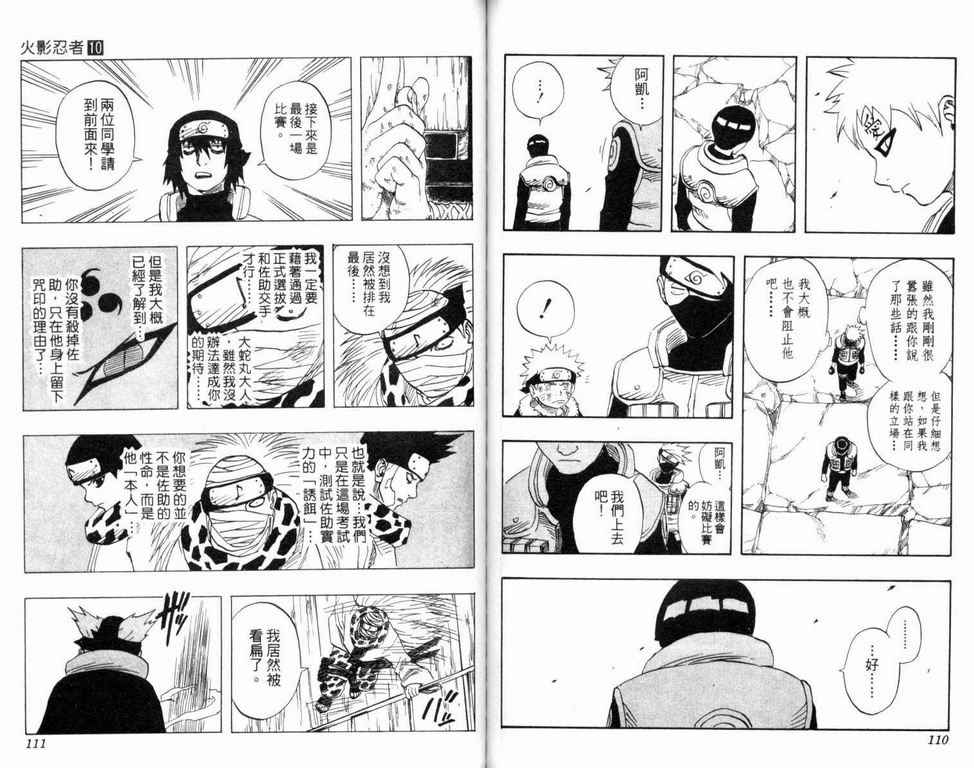 愛
阿凱…
…！
雖然我剛剛很
囂張的跟你說
了那些話……
但是仔細想
想，如果我
跟你站在同
樣的立場……
我大概
也不會阻止他
吧……
！
阿凱…
這樣會
妨礙比賽
的。
我們上去
吧！
……
…好……
110
火影忍者10
接下來是
最後一場
比賽。
兩位同學請
到前面來！
沒想到我
居然被排在
最後……
我一定要
藉著通過
正式選拔
和佐助交手
才行……
大蛇丸大人
…雖然我沒
辦法達成你
的期待…
但是我大概
已經了解到…
你沒有殺掉佐
助，只在他身上留下
咒印的理由了…
也就是說…我們
只是在這場考試
中，測試佐助實
力的「誘餌」…
你想要的並
不是佐助的
性命，而是
他「本人」…
我居然被
看扁了。
111